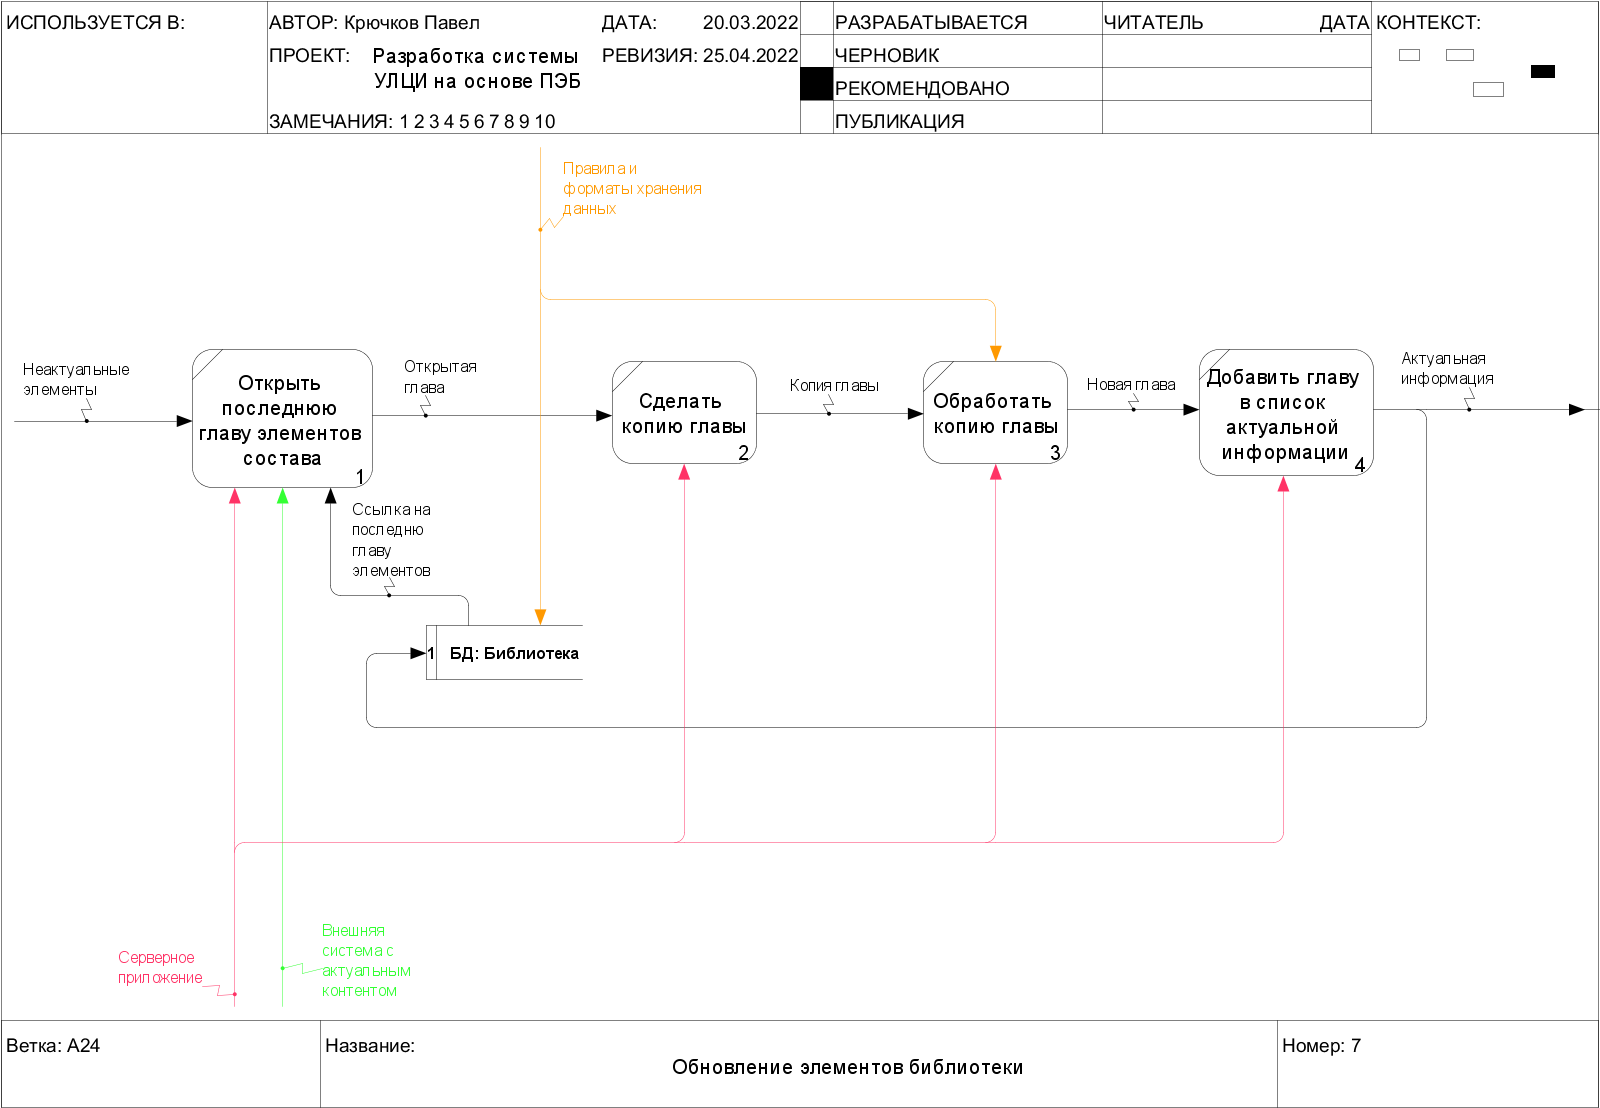 ИСПОЛЬЗУЕТСЯ В:
АВТОР: Крючков Павел
ДАТА: 20.03.2022
ПРОЕКТ: Разработка системы
УЛЦИ на основе ПЭБ
РЕВИЗИЯ: 25.04.2022
ЗАМЕЧАНИЯ: 1 2 3 4 5 6 7 8 9 10
РАЗРАБАТЫВАЕТСЯ
ЧЕРНОВИК
РЕКОМЕНДОВАНО
ПУБЛИКАЦИЯ
ЧИТАТЕЛЬ
ДАТА
КОНТЕКСТ:
Правила и
форматы хранения
данных
Неактуальные
элементы
Открыть
последнюю
главу элементов
состава
1
Открытая
глава
Сделать
копию главы
2
Копия главы
Обработать
копию главы
3
Новая глава
Добавить главу
в список
актуальной
информации
4
Актуальная
информация
Ссылка на
последню
главу
элементов
1
БД: Библиотека
Серверное
приложение
Внешняя
система с
актуальным
контентом
Ветка: A24
Название:
Обновление элементов библиотеки
Номер: 7